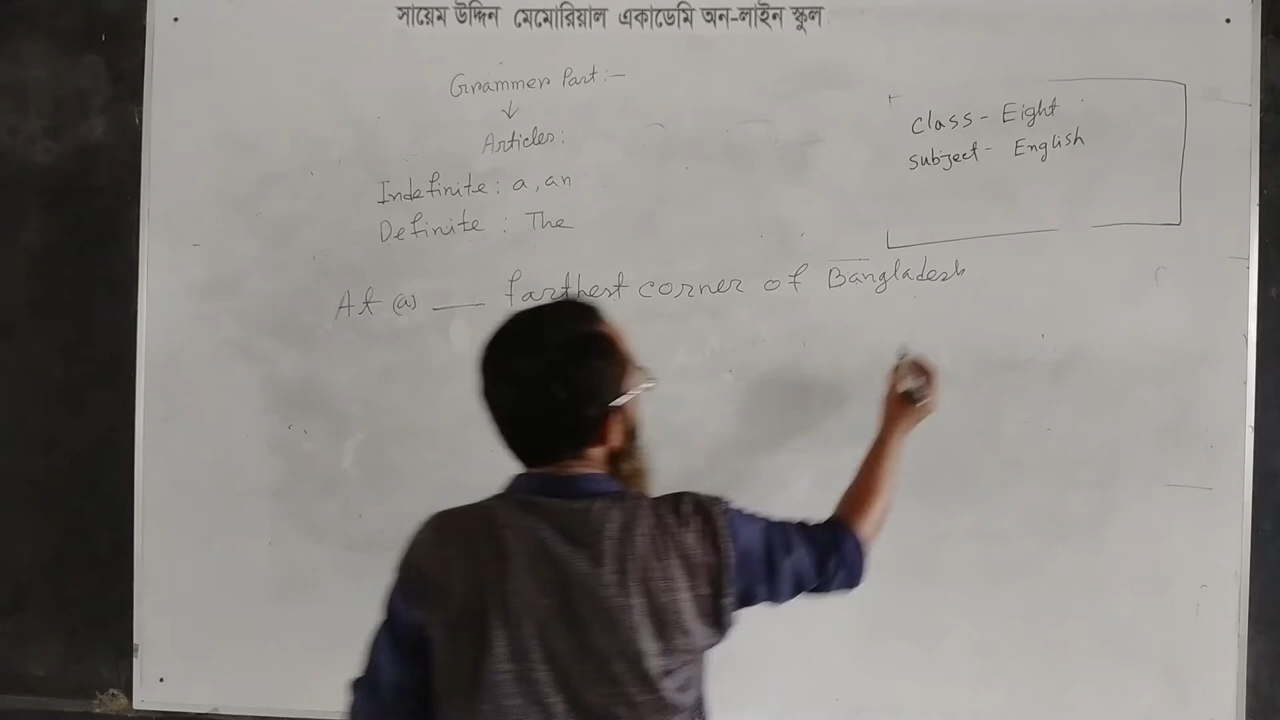 সায়েম উদ্দিন মেমোরিয়াল একাডেমি অন-লাইন স্কুল
Grammer Part:-
↓
Articles:
Indefinite: a, an
Definite : The
Class - Eight
subject - English
At (a) ___ farthest corner of Bangladesh